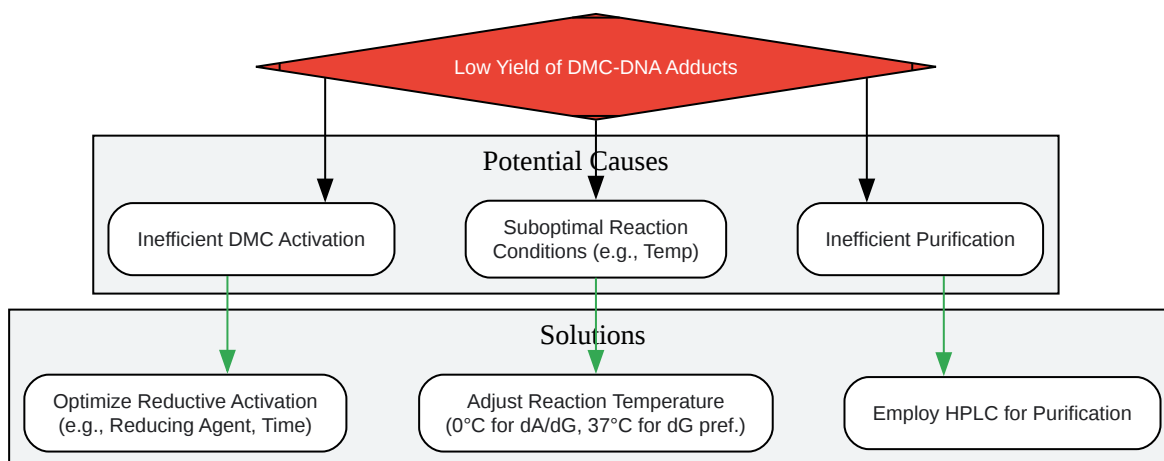 Low Yield of DMC-DNA Adducts
Potential Causes
Inefficient DMC Activation
Suboptimal Reaction
Conditions (e.g., Temp)
Inefficient Purification
Solutions
Optimize Reductive Activation
(e.g., Reducing Agent, Time)
Adjust Reaction Temperature
(0°C for dA/dG, 37°C for dG pref.)
Employ HPLC for Purification